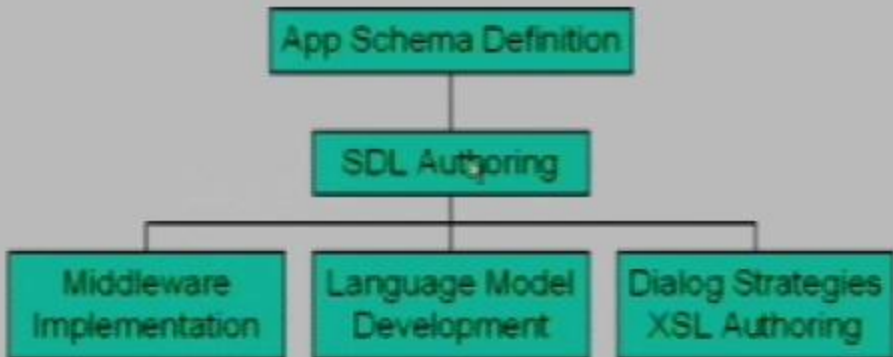 App Schema Definition
SDL Authoring
Middleware
Implementation
Language Model
Development
Dialog Strategies
XSL Authoring